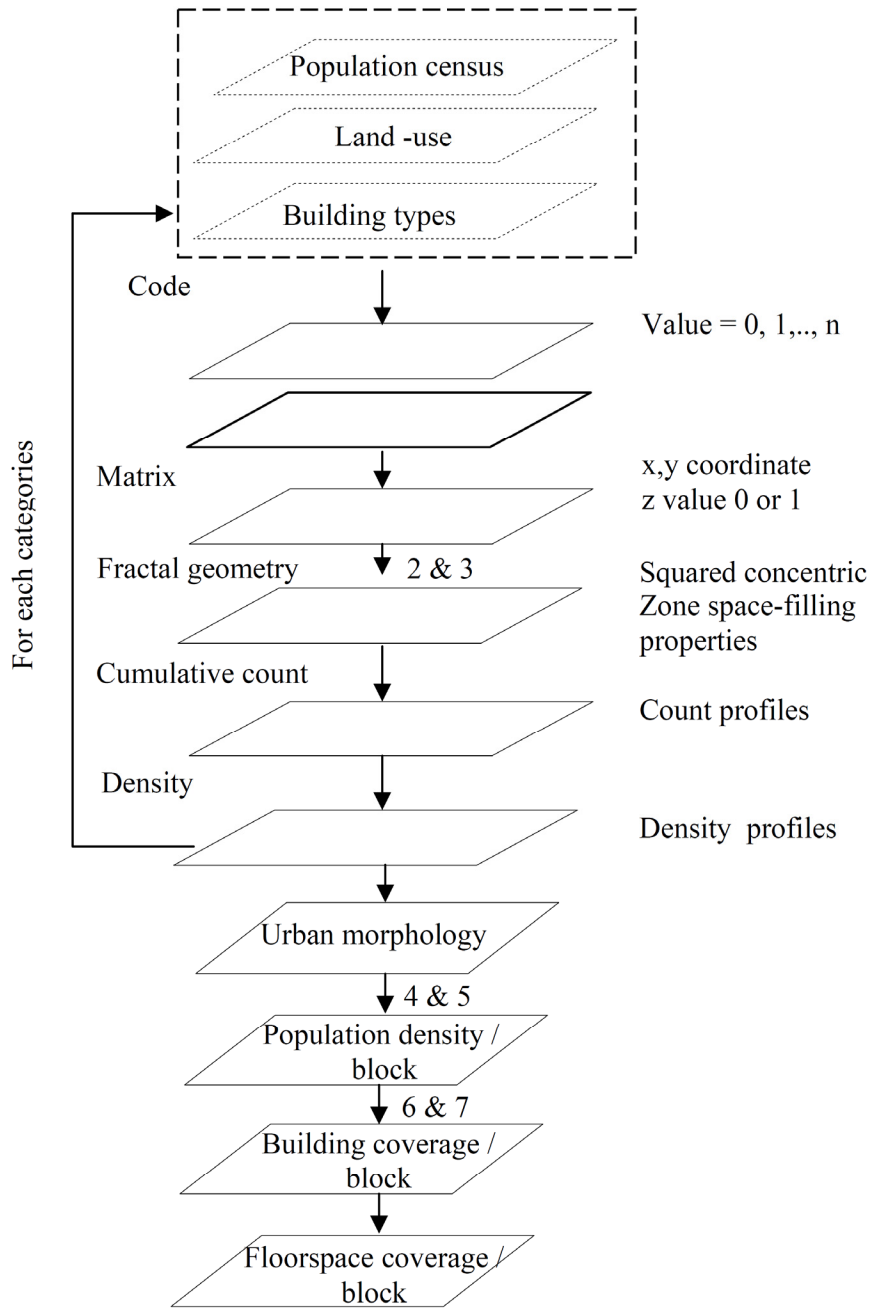 Population census
Land -use
Building types
Code
Value = 0, 1,.., n
Matrix
x,y coordinate
z value 0 or 1
For each categories
Fractal geometry
2 & 3
Squared concentric
Zone space-filling
properties
Cumulative count
Count profiles
Density
Density profiles
Urban morphology
4 & 5
Population density /
block
6 & 7
Building coverage /
block
Floorspace coverage /
block